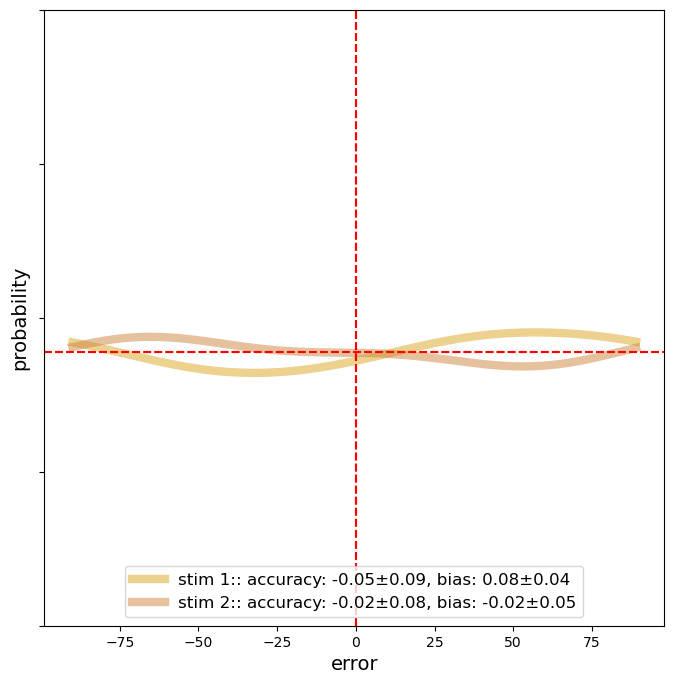 probability
stim 1:: accuracy: -0.05±0.09, bias: 0.08±0.04
stim 2:: accuracy: -0.02±0.08, bias: -0.02±0.05
−75 −50 −25 0 25 50 75
error